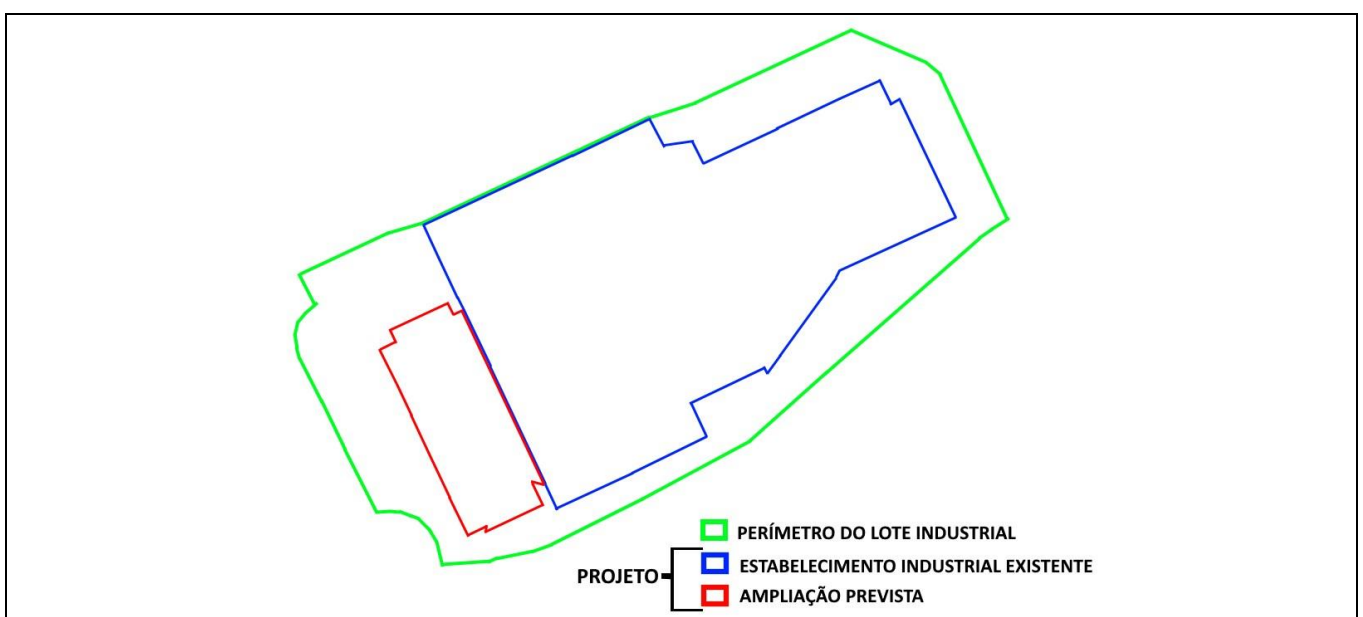 PERÍMETRO DO LOTE INDUSTRIAL
PROJETO
ESTABELECIMENTO INDUSTRIAL EXISTENTE
AMPLIAÇÃO PREVISTA